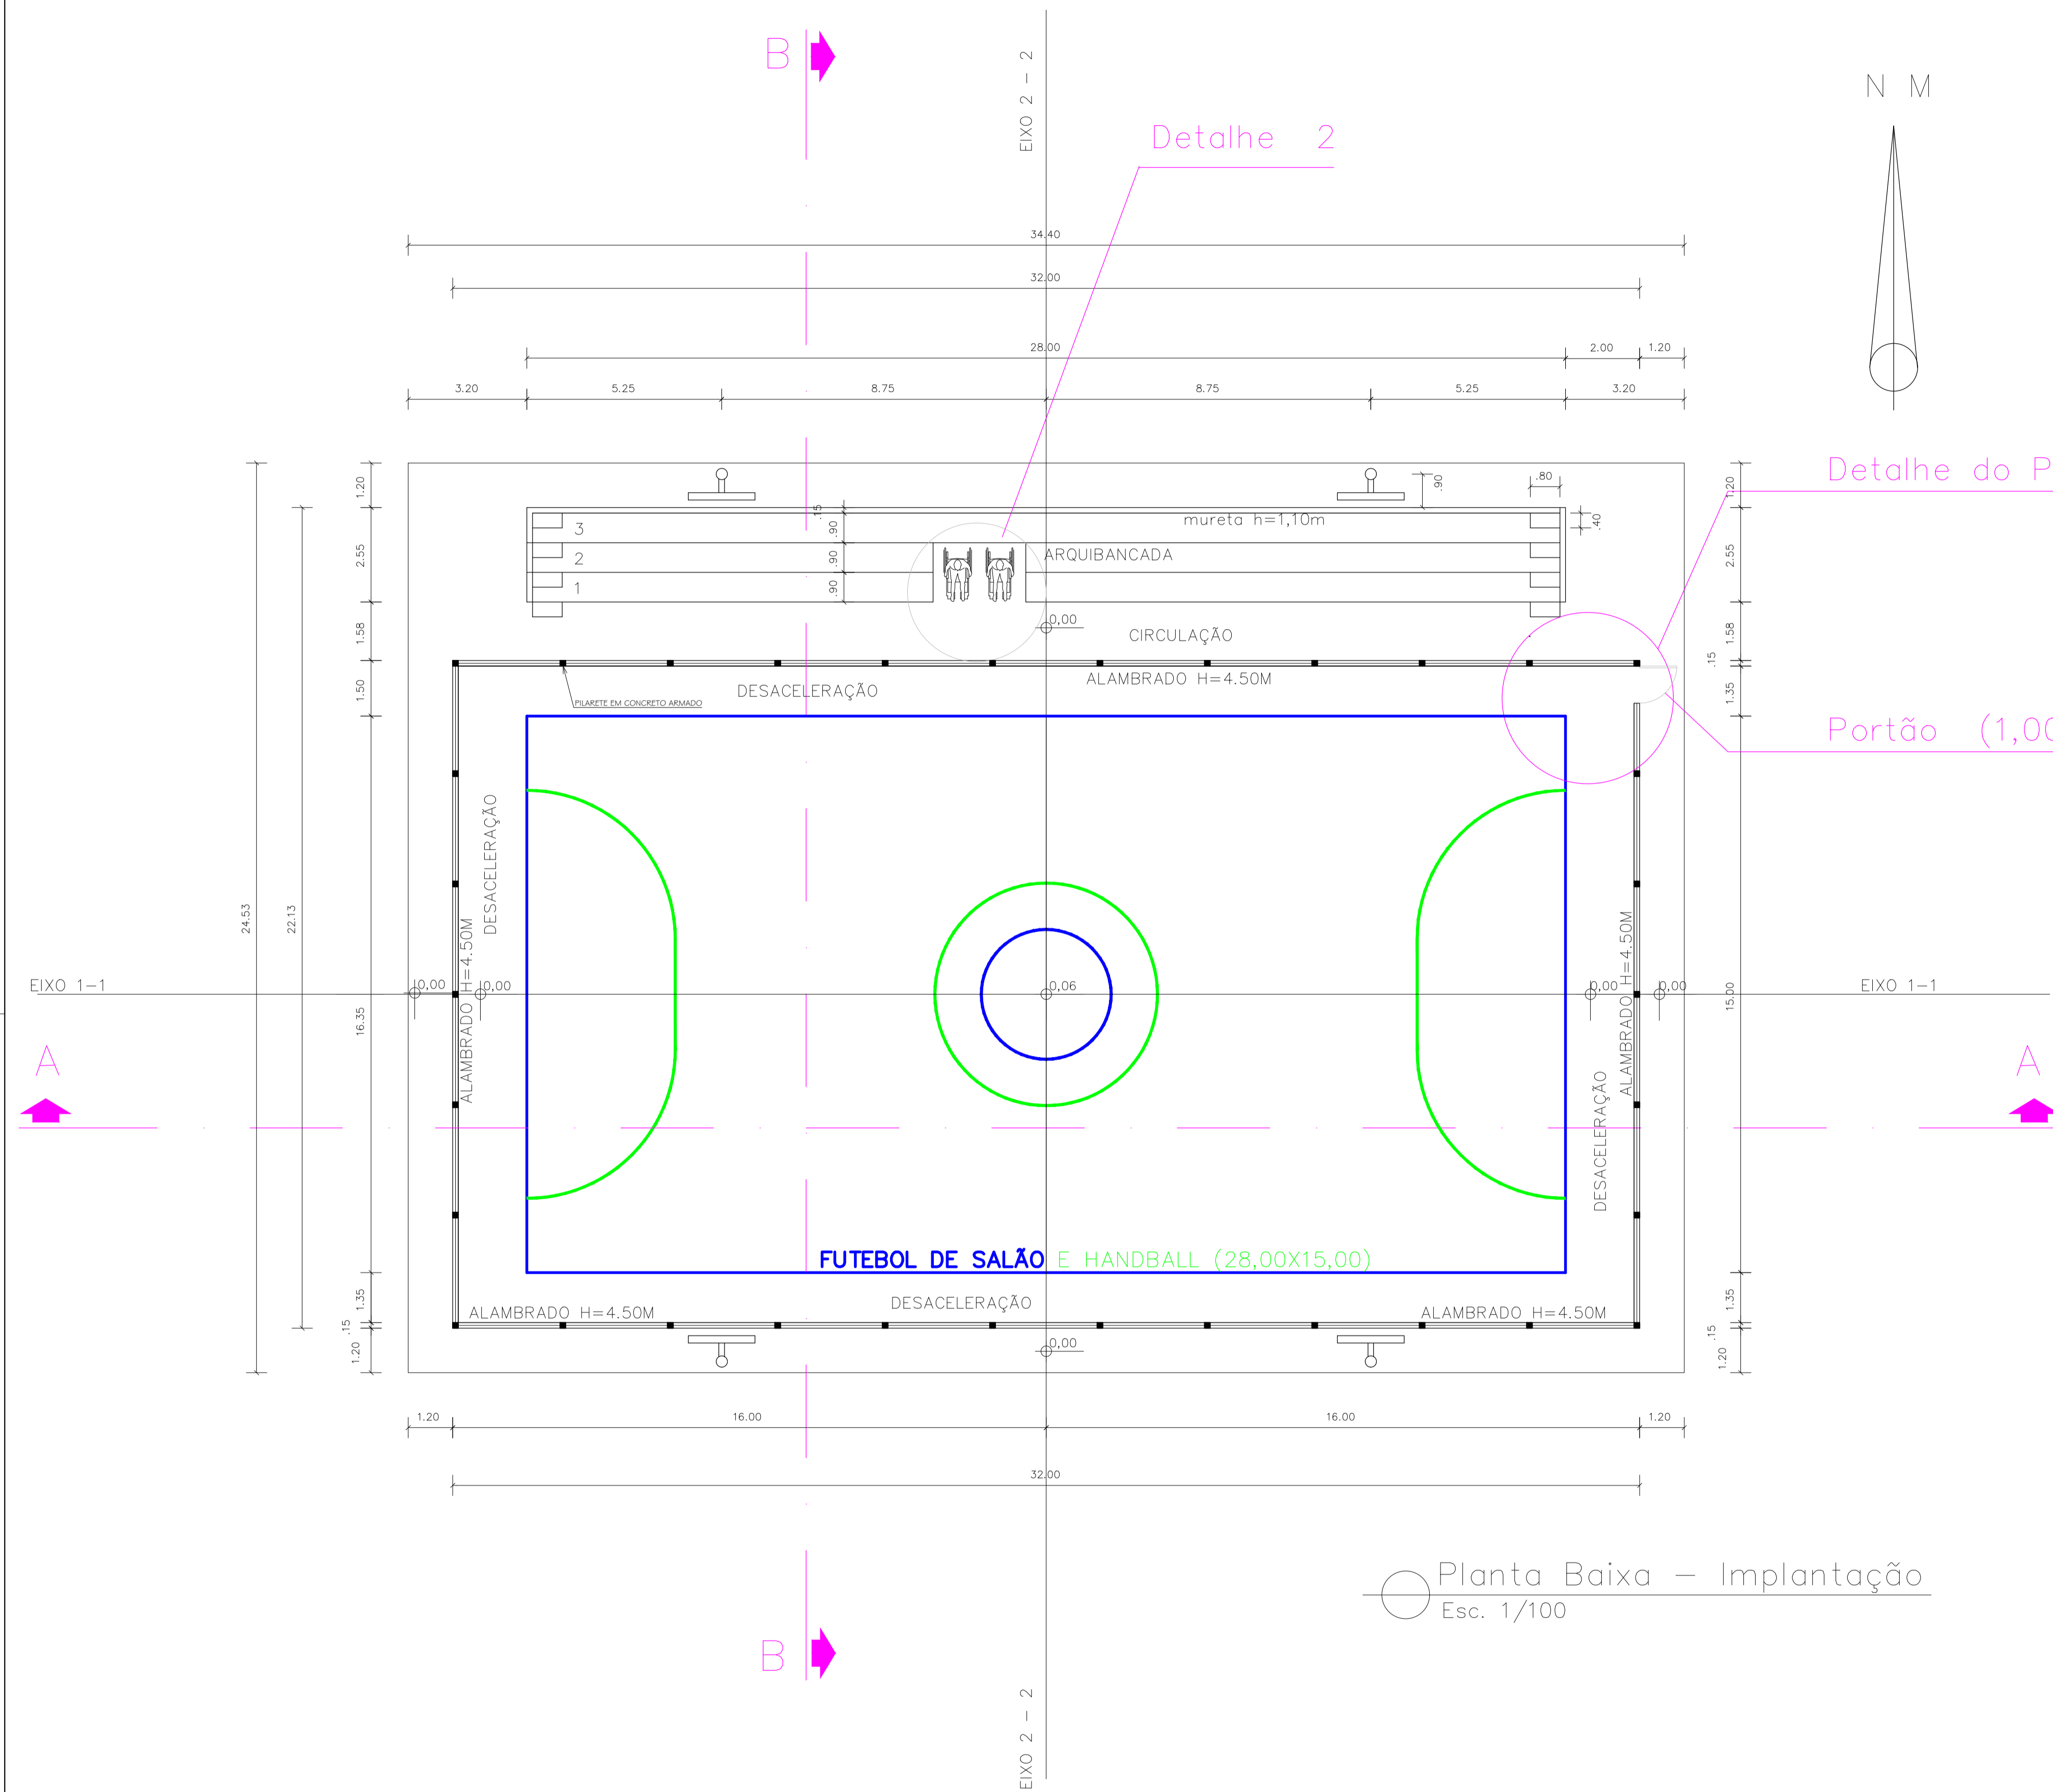 B
EIXO 2 - 2
N M
Detalhe 2
34.40
32.00
28.00
2.00
1.20
3.20
5.25
8.75
8.75
5.25
3.20
Detalhe do P
1.20
.90
.80
1.20
.15
mureta h=1,10m
.40
3
.90
2.55
2
.90
ARQUIBANCADA
2.55
1
.90
0,00
1.58
CIRCULAÇÃO
1.58
.15
1.50
DESACELERAÇÃO
ALAMBRADO H=4.50M
1.35
PILARETE EM CONCRETO ARMADO
Portão (1,00
DESACELERAÇÃO
24.53
22.13
ALAMBRADO H=4.50M
ALAMBRADO H=4.50M
EIXO 1-1
0,00
0,00
0,06
0,00
0,00
EIXO 1-1
16.35
15.00
A
A
DESACELERAÇÃO
FUTEBOL DE SALÃO E HANDBALL (28,00X15,00)
1.35
DESACELERAÇÃO
1.35
ALAMBRADO H=4.50M
ALAMBRADO H=4.50M
.15
.15
1.20
0,00
1.20
1.20
16.00
16.00
1.20
32.00
Planta Baixa - Implantação
Esc. 1/100
B
EIXO 2 - 2